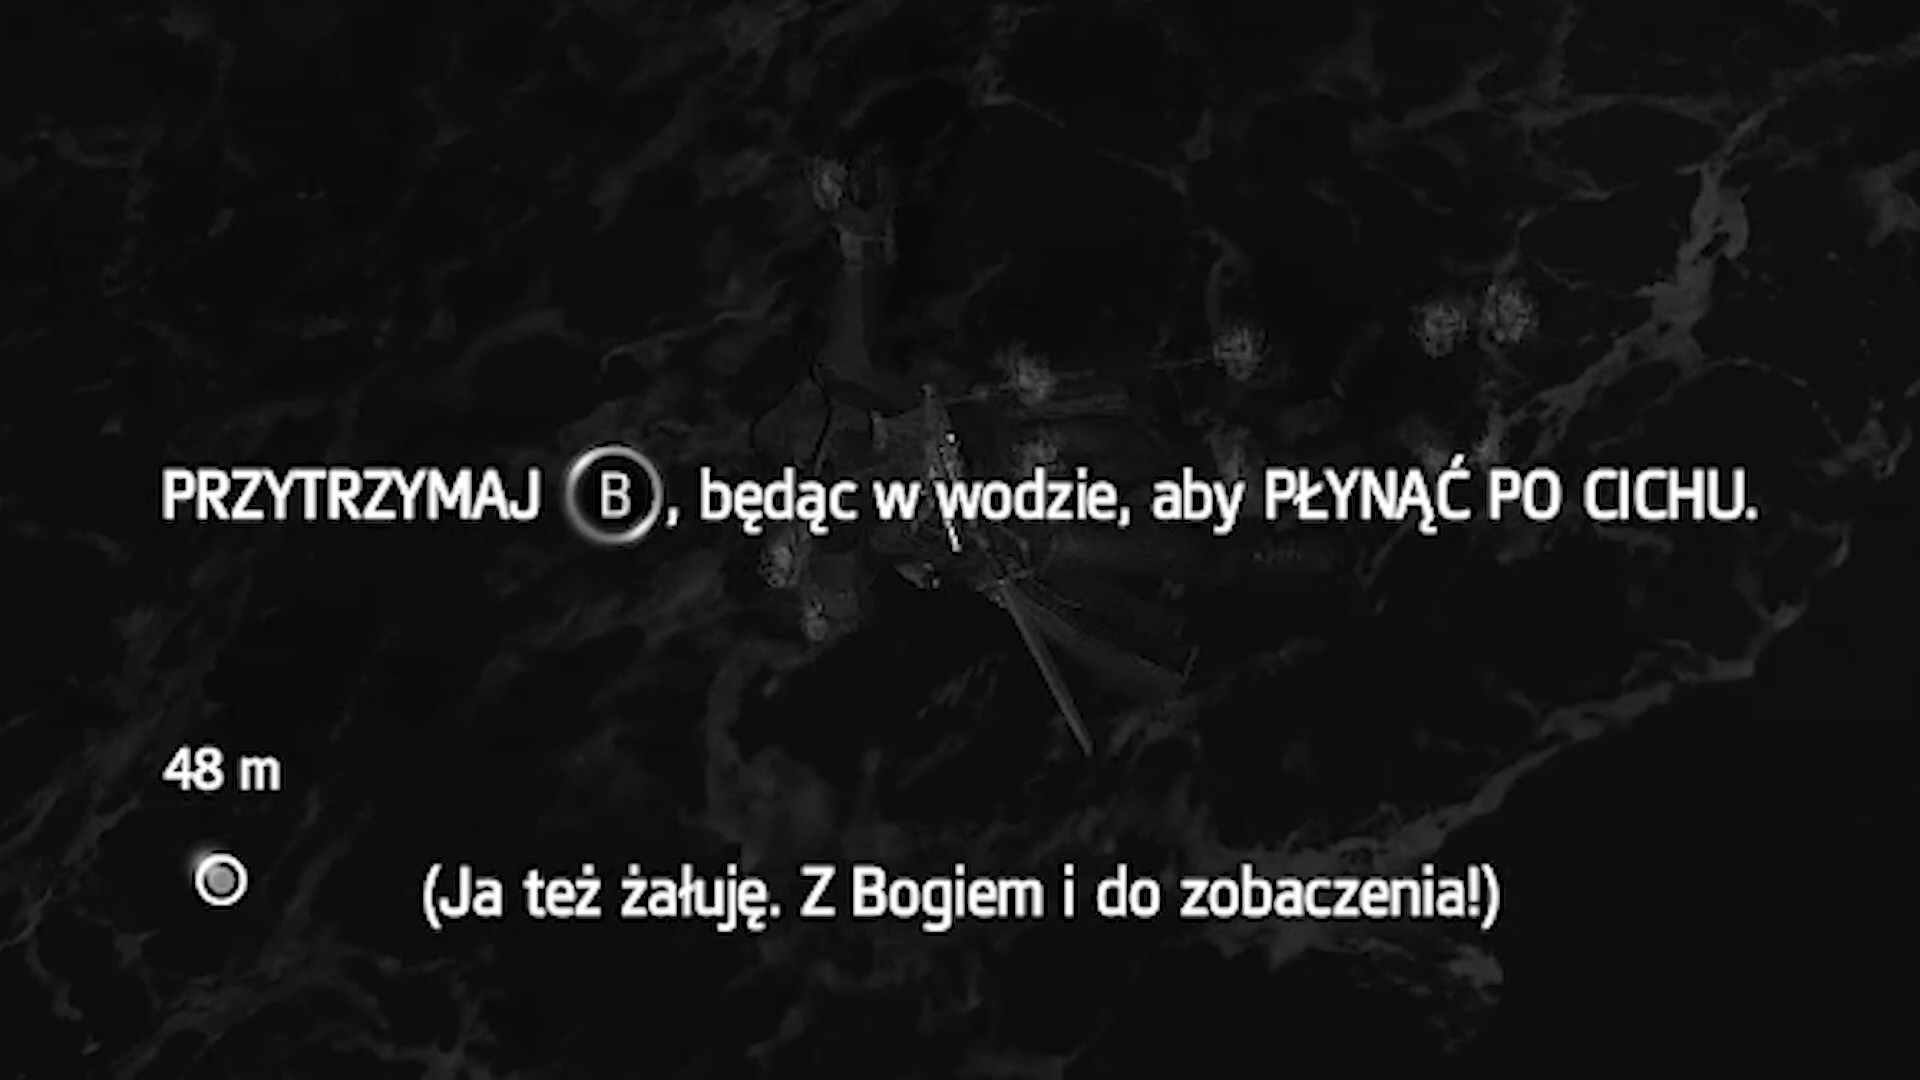 PRZYTRZYMAJ B, będąc w wodzie, aby PŁYNĄĆ PO CICHU.
48 m
(Ja też żałuję. Z Bogiem i do zobaczenia!)